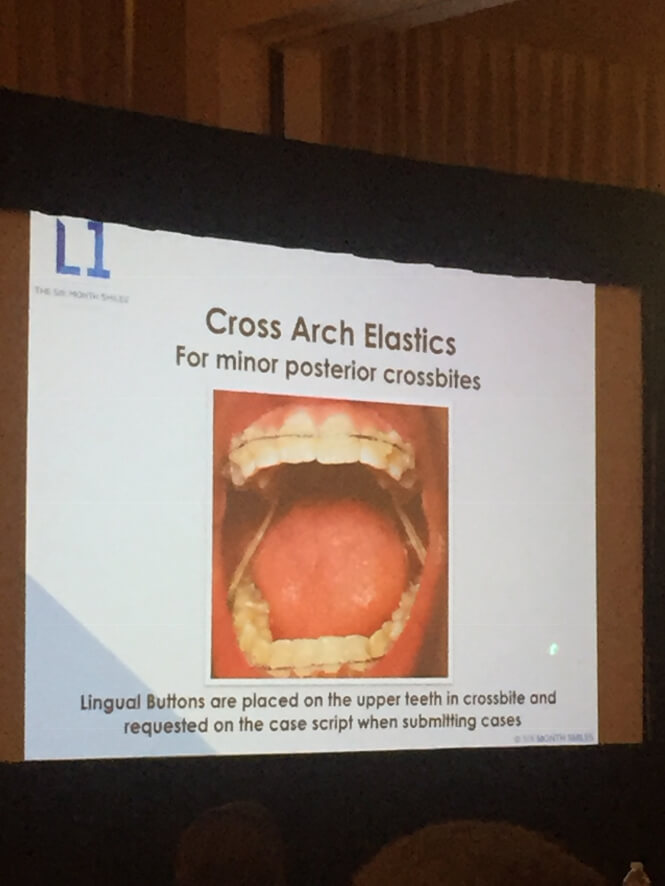 L1
THE SIX MONTH SMILES
Cross Arch Elastics
For minor posterior crossbites
Lingual Buttons are placed on the upper teeth in crossbite and
requested on the case script when submitting cases
© SIX MONTH SMILES